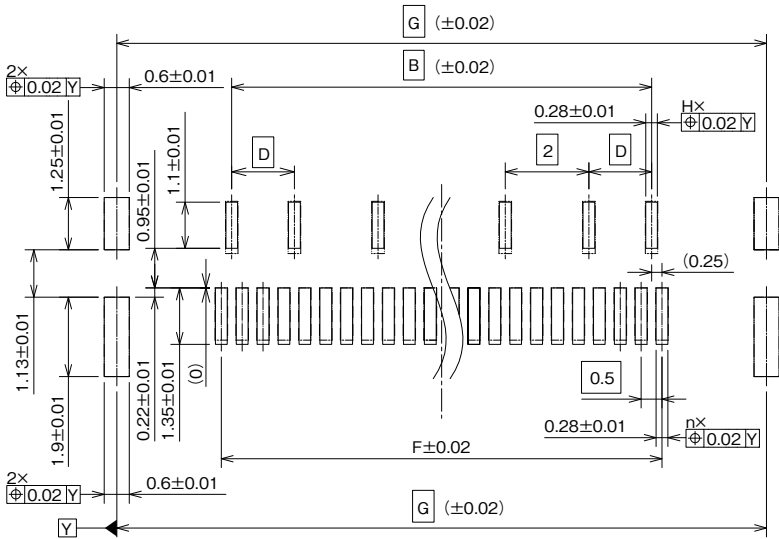 G (±0.02)
B (±0.02)
2×
⌖ 0.02 Y
0.6±0.01
0.28±0.01
H×
⌖ 0.02 Y
1.25±0.01
0.95±0.01
1.1±0.01
D
2
D
(0.25)
1.13±0.01
1.9±0.01
0.22±0.01
1.35±0.01
(0)
0.5
0.28±0.01
n×
⌖ 0.02 Y
F±0.02
2×
⌖ 0.02 Y
0.6±0.01
G (±0.02)
Y